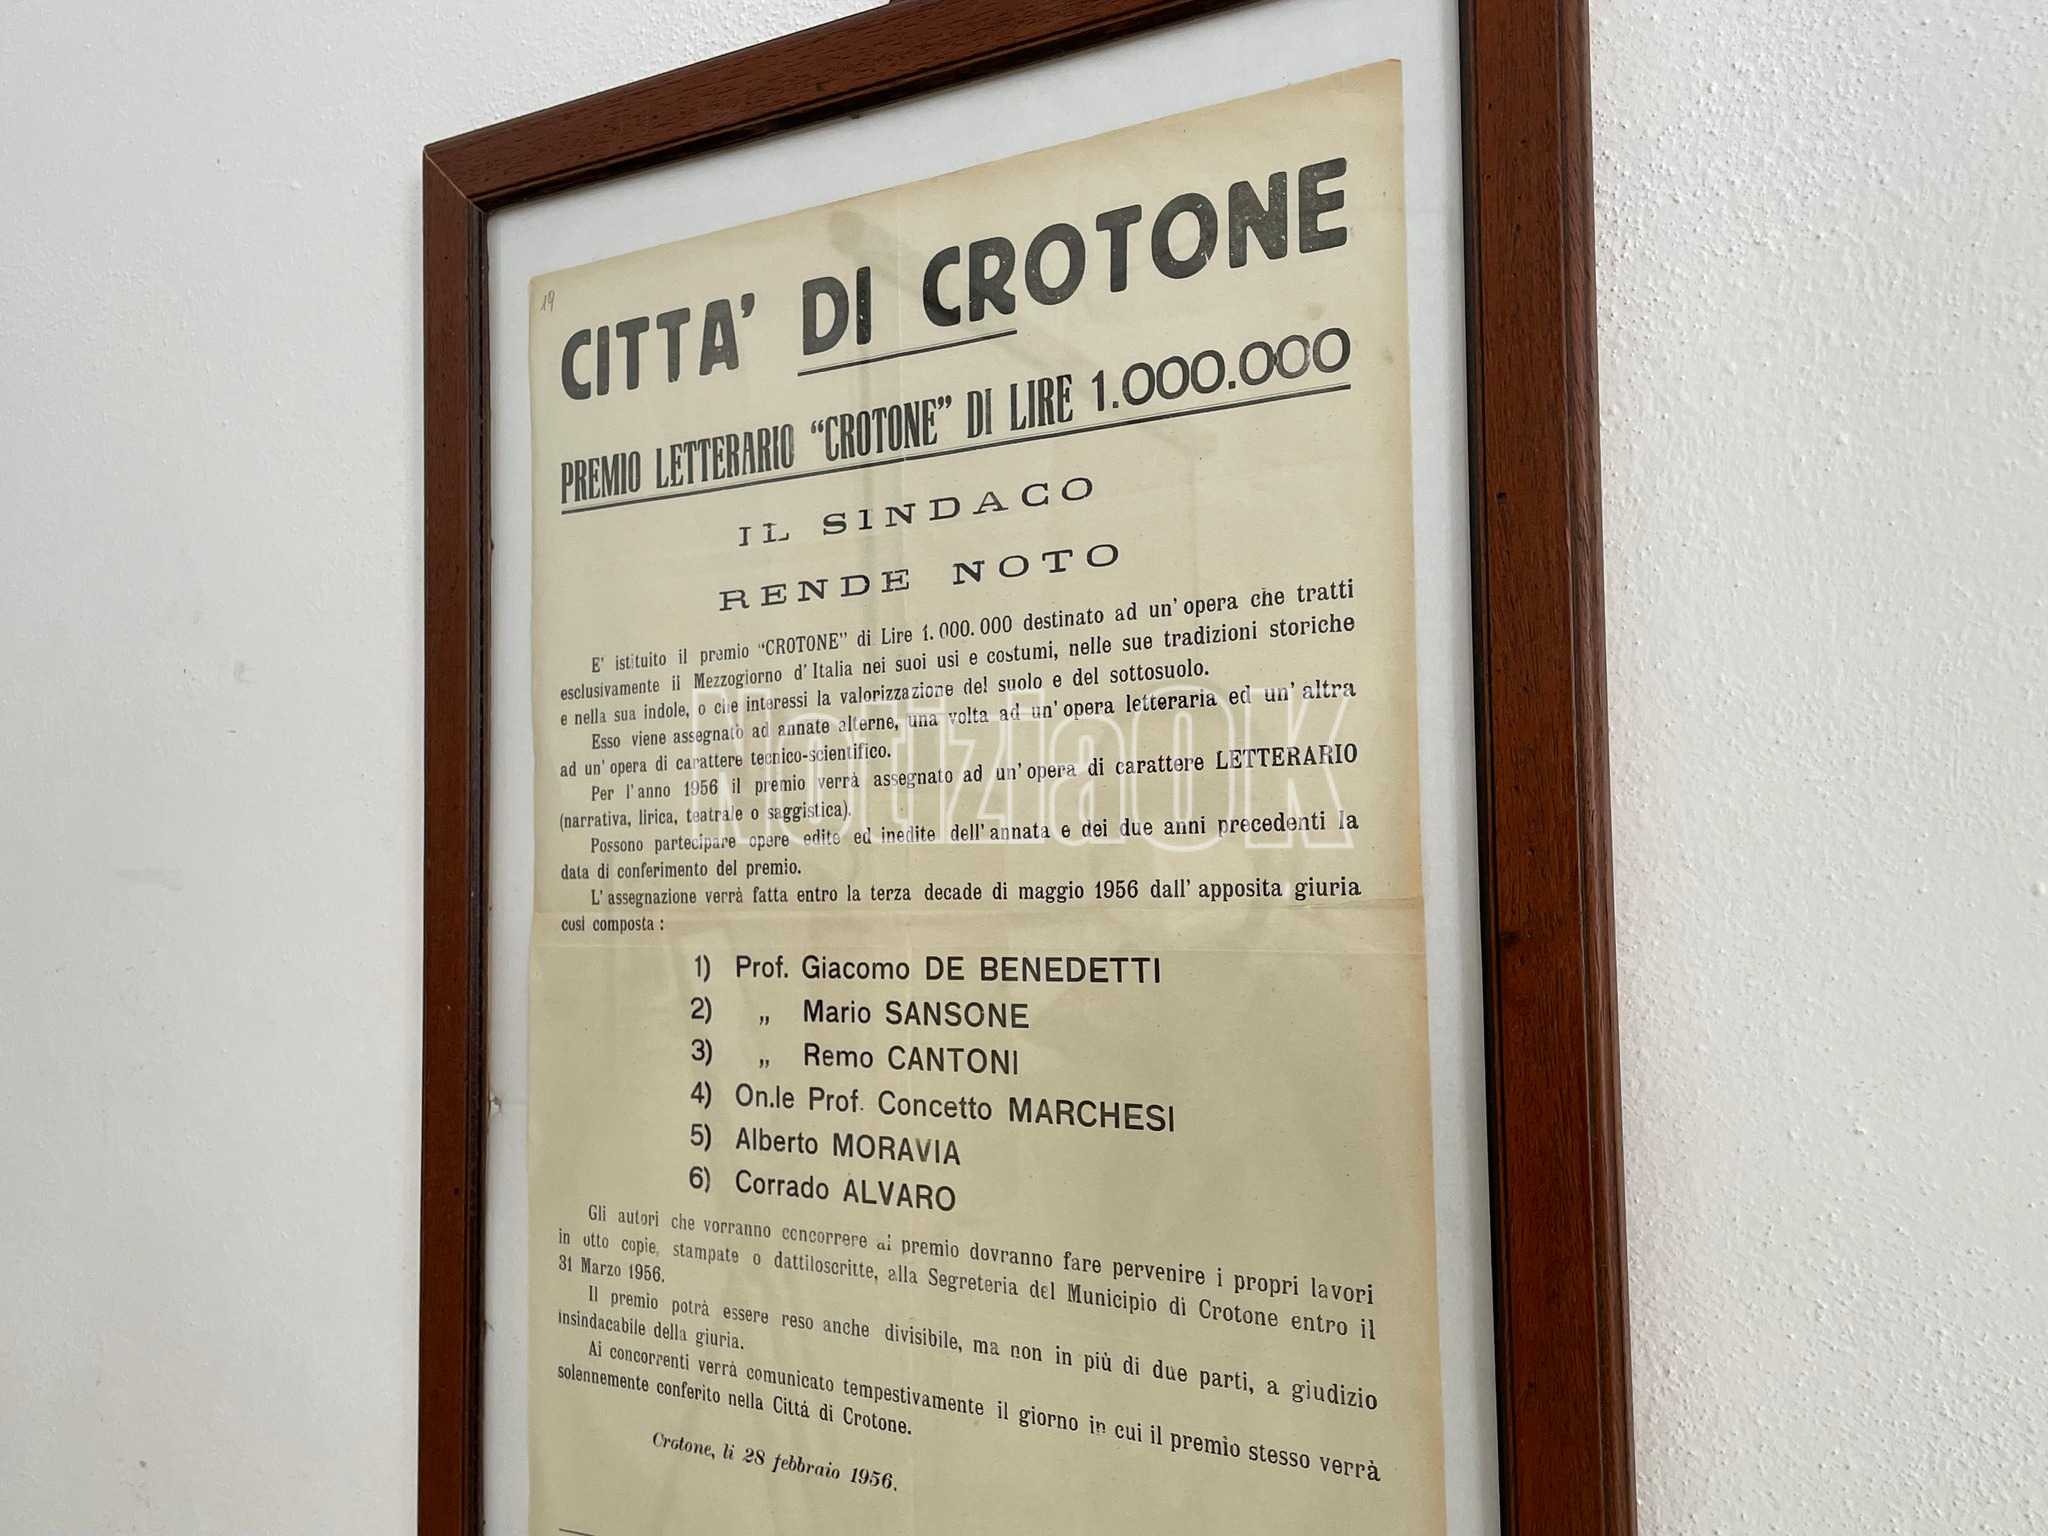 19
CITTA' DI CROTONE
PREMIO LETTERARIO “CROTONE” DI LIRE 1.000.000
IL SINDACO
RENDE NOTO
E' istituito il premio “CROTONE” di Lire 1.000.000 destinato ad un' opera che tratti
esclusivamente il Mezzogiorno d' Italia nei suoi usi e costumi, nelle sue tradizioni storiche
e nella sua indole, o che interessi la valorizzazione del suolo e del sottosuolo.
Esso viene assegnato ad annate alterne, una volta ad un' opera letteraria ed un' altra
ad un' opera di carattere tecnico-scientifico.
Per l' anno 1956 il premio verrà assegnato ad un' opera di carattere LETTERARIO
(narrativa, lirica, teatrale o saggistica).
Possono partecipare opere edite ed inedite dell' annata e dei due anni precedenti la
data di conferimento del premio.
L' assegnazione verrà fatta entro la terza decade di maggio 1956 dall' apposita giuria
così composta :
1) Prof. Giacomo DE BENEDETTI
2) „ Mario SANSONE
3) „ Remo CANTONI
4) On.le Prof. Concetto MARCHESI
5) Alberto MORAVIA
6) Corrado ALVARO
Gli autori che vorranno concorrere al premio dovranno fare pervenire i propri lavori
in otto copie, stampate o dattiloscritte, alla Segreteria del Municipio di Crotone entro il
31 Marzo 1956.
Il premio potrà essere reso anche divisibile, ma non in più di due parti, a giudizio
insindacabile della giuria.
Ai concorrenti verrà comunicato tempestivamente il giorno in cui il premio stesso verrà
solennemente conferito nella Città di Crotone.
Crotone, li 28 febbraio 1956.
NotiziaOK